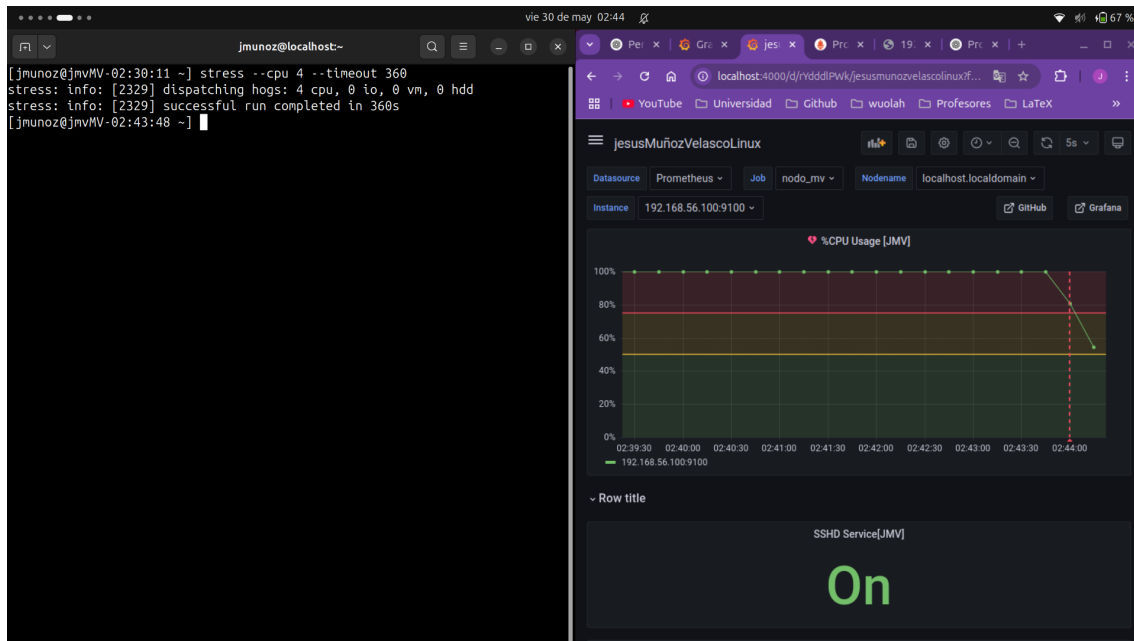 vie 30 de may 02:44
67 %
jmunoz@localhost:~
[jmunoz@jmvMV-02:30:11 ~] stress --cpu 4 --timeout 360
stress: info: [2329] dispatching hogs: 4 cpu, 0 io, 0 vm, 0 hdd
stress: info: [2329] successful run completed in 360s
[jmunoz@jmvMV-02:43:48 ~]
Per Gra jesu Pro 19: Pro
localhost:4000/d/rYdddlPWk/jesusmunozvelascolinux?f...
YouTube Universidad Github wuolah Profesores LaTeX »
jesusMuñozVelascoLinux
5s
Datasource Prometheus Job nodo_mv Nodename localhost.localdomain
Instance 192.168.56.100:9100 GitHub Grafana
%CPU Usage [JMV]
100%
80%
60%
40%
20%
0%
02:39:30 02:40:00 02:40:30 02:41:00 02:41:30 02:42:00 02:42:30 02:43:00 02:43:30 02:44:00
192.168.56.100:9100
Row title
SSHD Service[JMV]
On